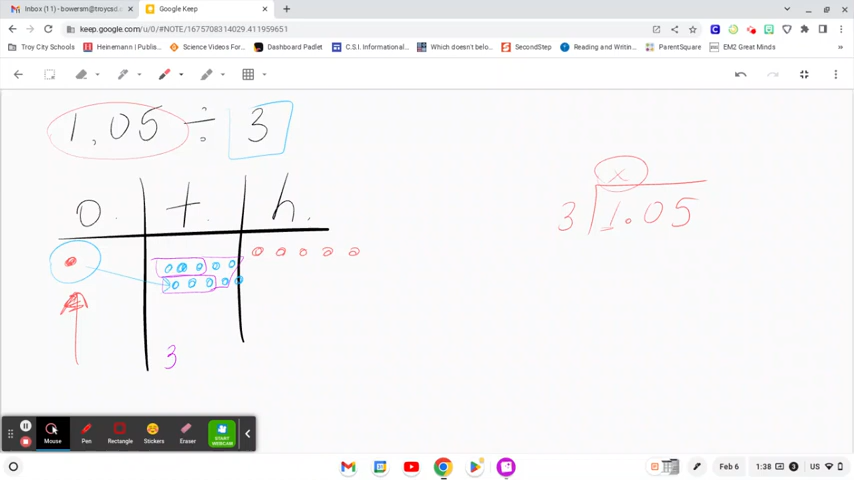 Inbox (11) - bowersm@troycsd.
Google Keep
keep.google.com/u/0/#NOTE/1675708314029.411959651
Troy City Schools
Heinemann | Publis...
Science Video for F...
Dashboard Padlet
C.S.I. Informational...
Which doesn't belo...
SecondStep
Reading and Writin...
ParentSquare
EM2 Great Minds
1.05 ÷ 3
O. t. h.
x
3 1.05
3
Mouse
Pen
Rectangle
Stickers
Eraser
START WEBCAM
Feb 6
1:38
3
US